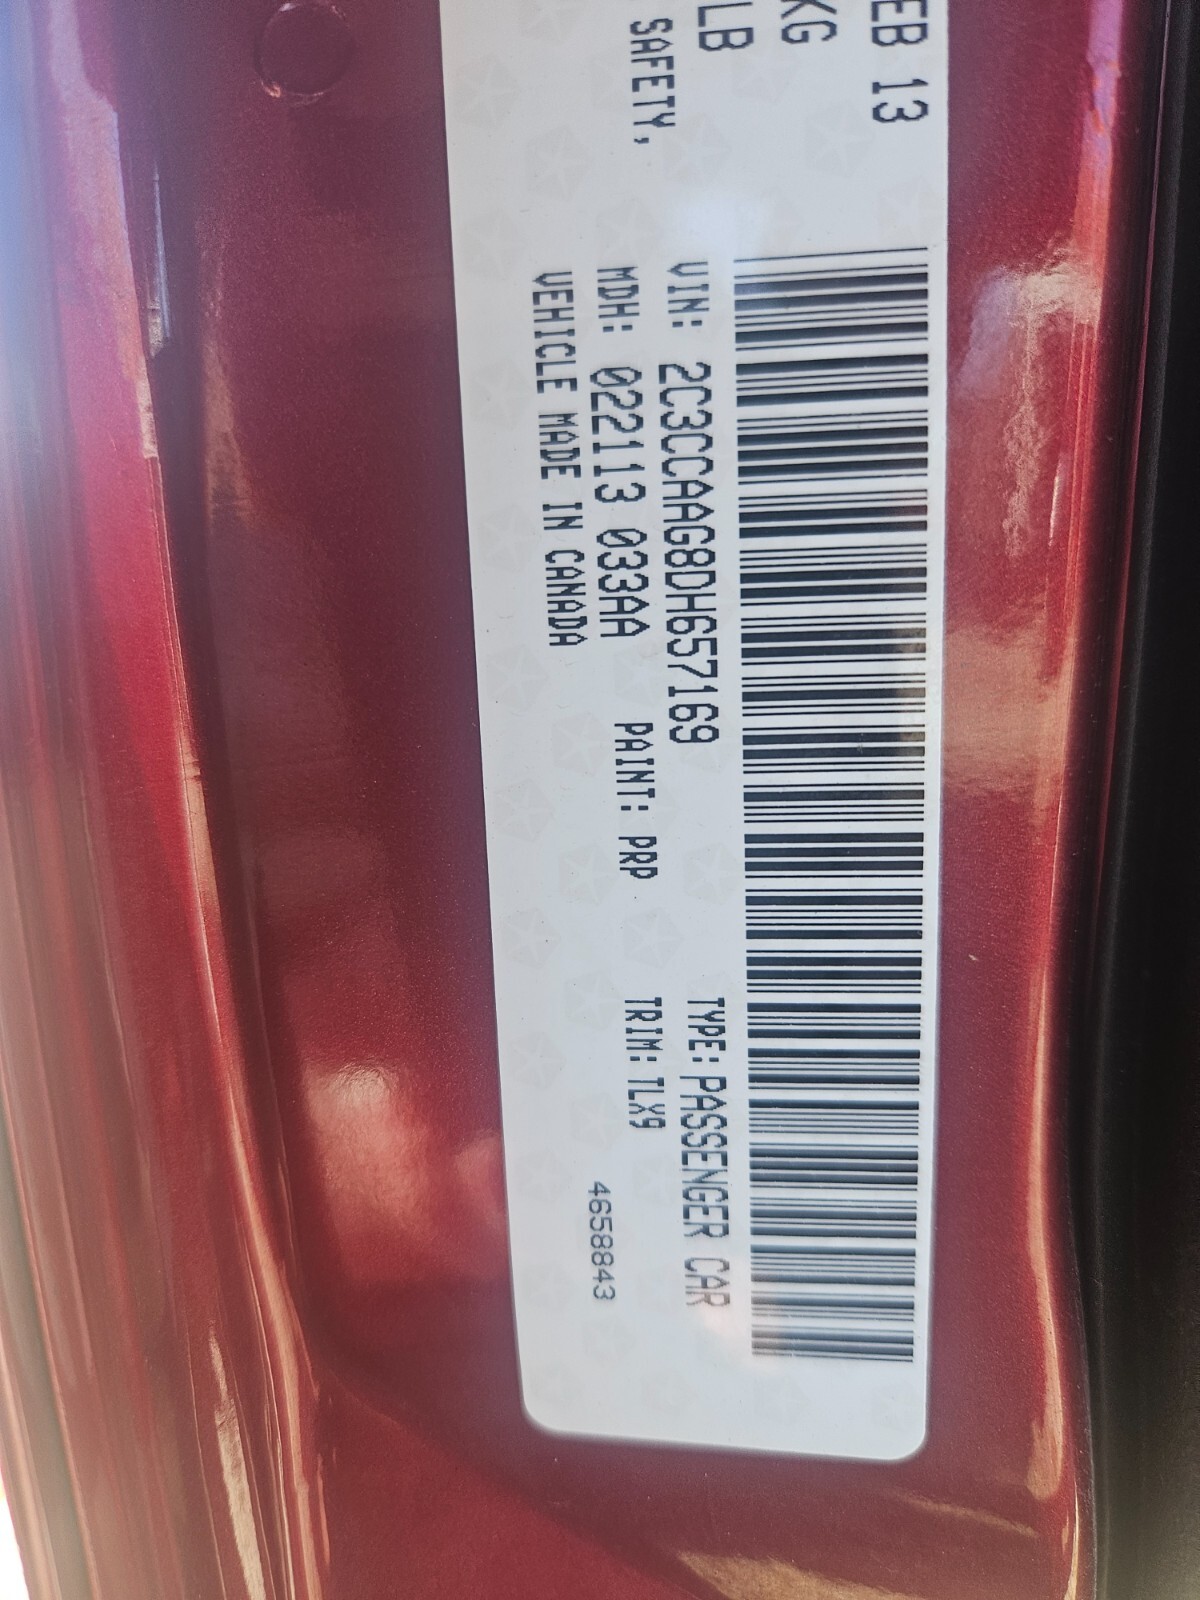 EB 13
KG
LB
SAFETY,
VIN: 2C3CCAAG8DH657169 TYPE: PASSENGER CAR
MDH: 022113 033AA PAINT: PRP TRIM: TLX9
VEHICLE MADE IN CANADA 4658843